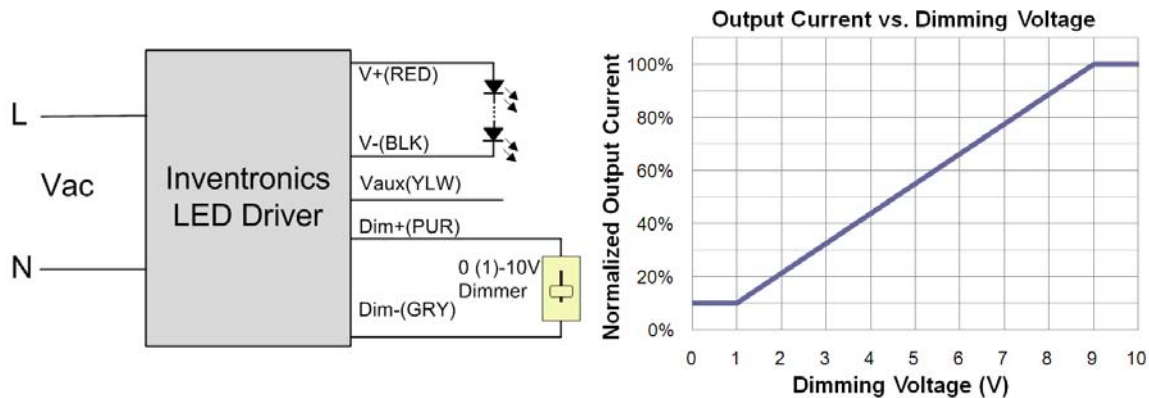 L
Vac
N
Inventronics
LED Driver
V+(RED)
V-(BLK)
Vaux(YLW)
Dim+(PUR)
0 (1)-10V
Dimmer
Dim-(GRY)
Output Current vs. Dimming Voltage
Normalized Output Current
100%
80%
60%
40%
20%
0%
0 1 2 3 4 5 6 7 8 9 10
Dimming Voltage (V)